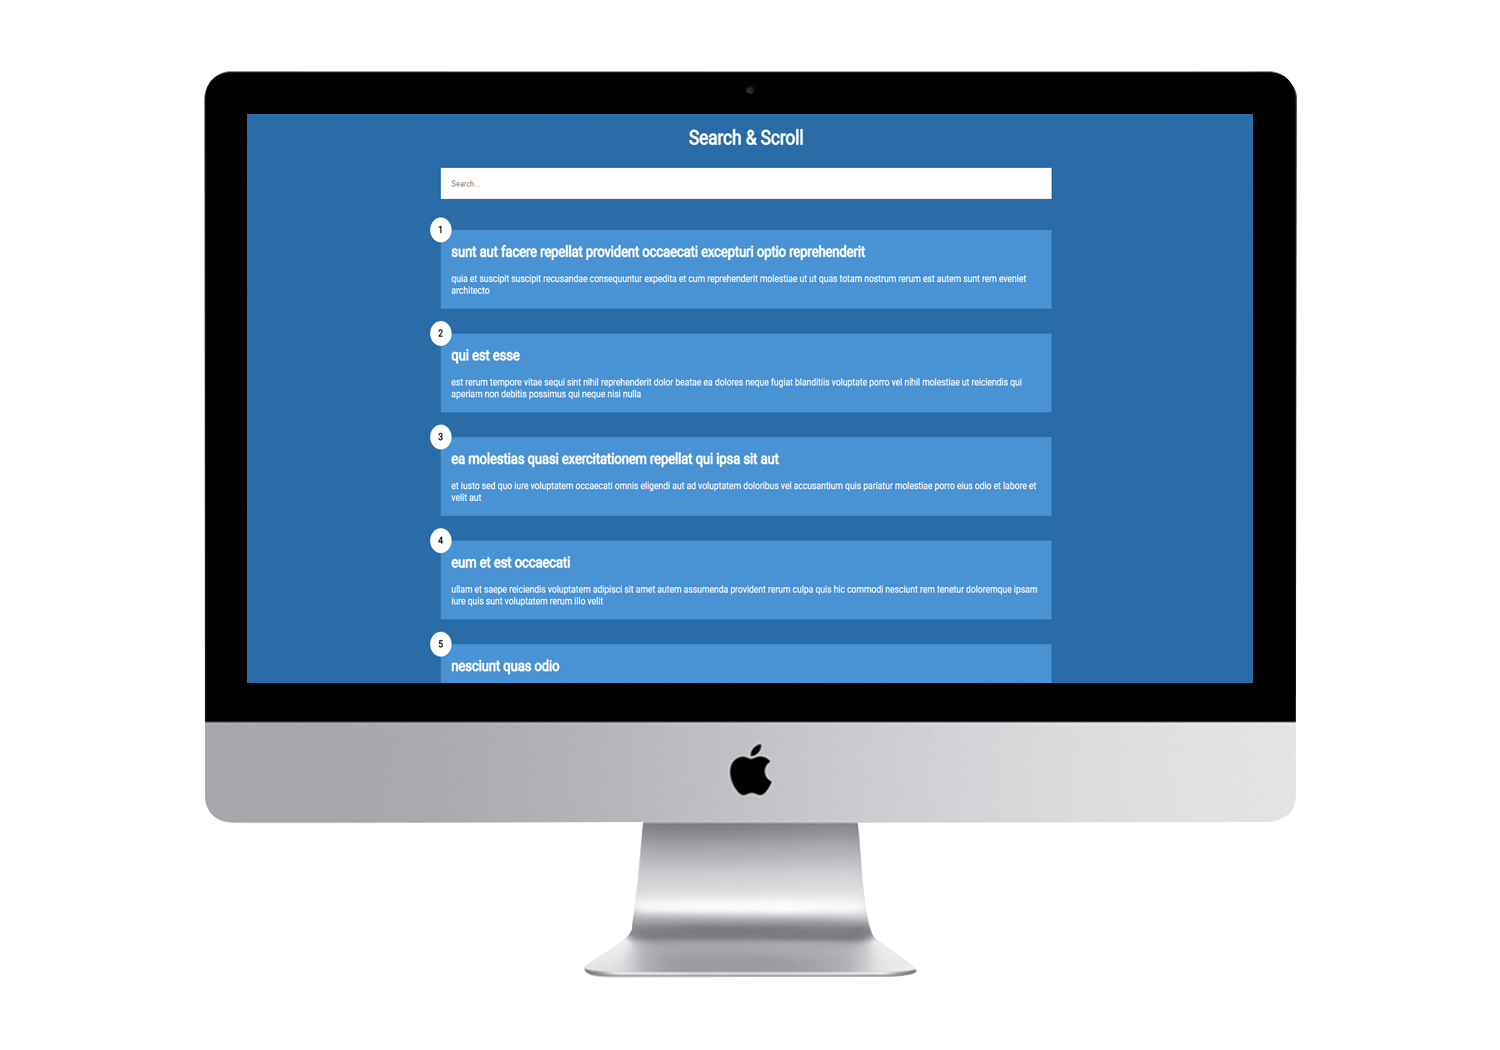 Search & Scroll
Search...
1
sunt aut facere repellat provident occaecati excepturi optio reprehenderit
quia et suscipit suscipit recusandae consequuntur expedita et cum reprehenderit molestiae ut ut quas totam nostrum rerum est autem sunt rem eveniet
architecto
2
qui est esse
est rerum tempore vitae sequi sint nihil reprehenderit dolor beatae ea dolores neque fugiat blanditiis voluptate porro vel nihil molestiae ut reiciendis qui
aperiam non debitis possimus qui neque nisi nulla
3
ea molestias quasi exercitationem repellat qui ipsa sit aut
et iusto sed quo iure voluptatem occaecati omnis eligendi aut ad voluptatem doloribus vel accusantium quis pariatur molestiae porro eius odio et labore et
velit aut
4
eum et est occaecati
ullam et saepe reiciendis voluptatem adipisci sit amet autem assumenda provident rerum culpa quis hic commodi nesciunt rem tenetur doloremque ipsam
iure quis sunt voluptatem rerum illo velit
5
nesciunt quas odio